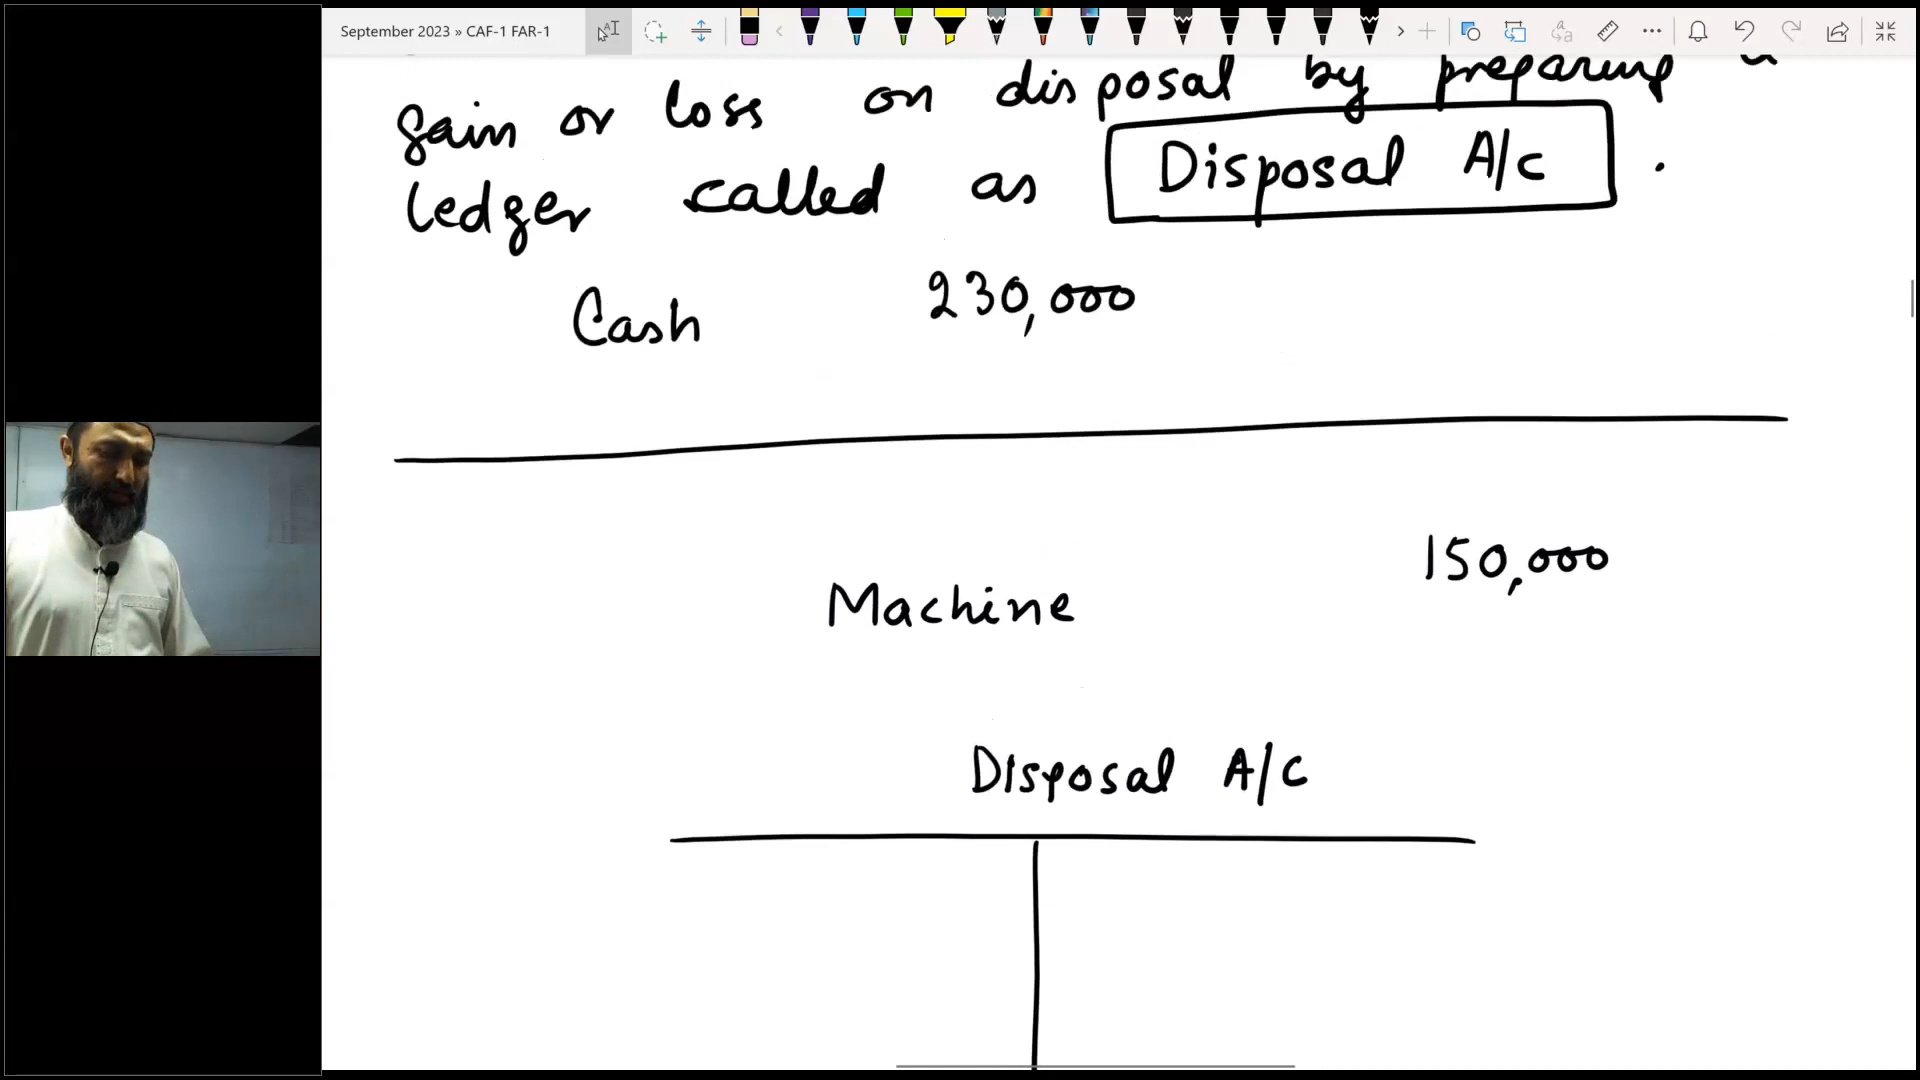 September 2023 » CAF-1 FAR-1
gain or loss on disposal by preparing a
ledger called as Disposal A/c .
Cash 230,000
150,000
Machine
Disposal A/C